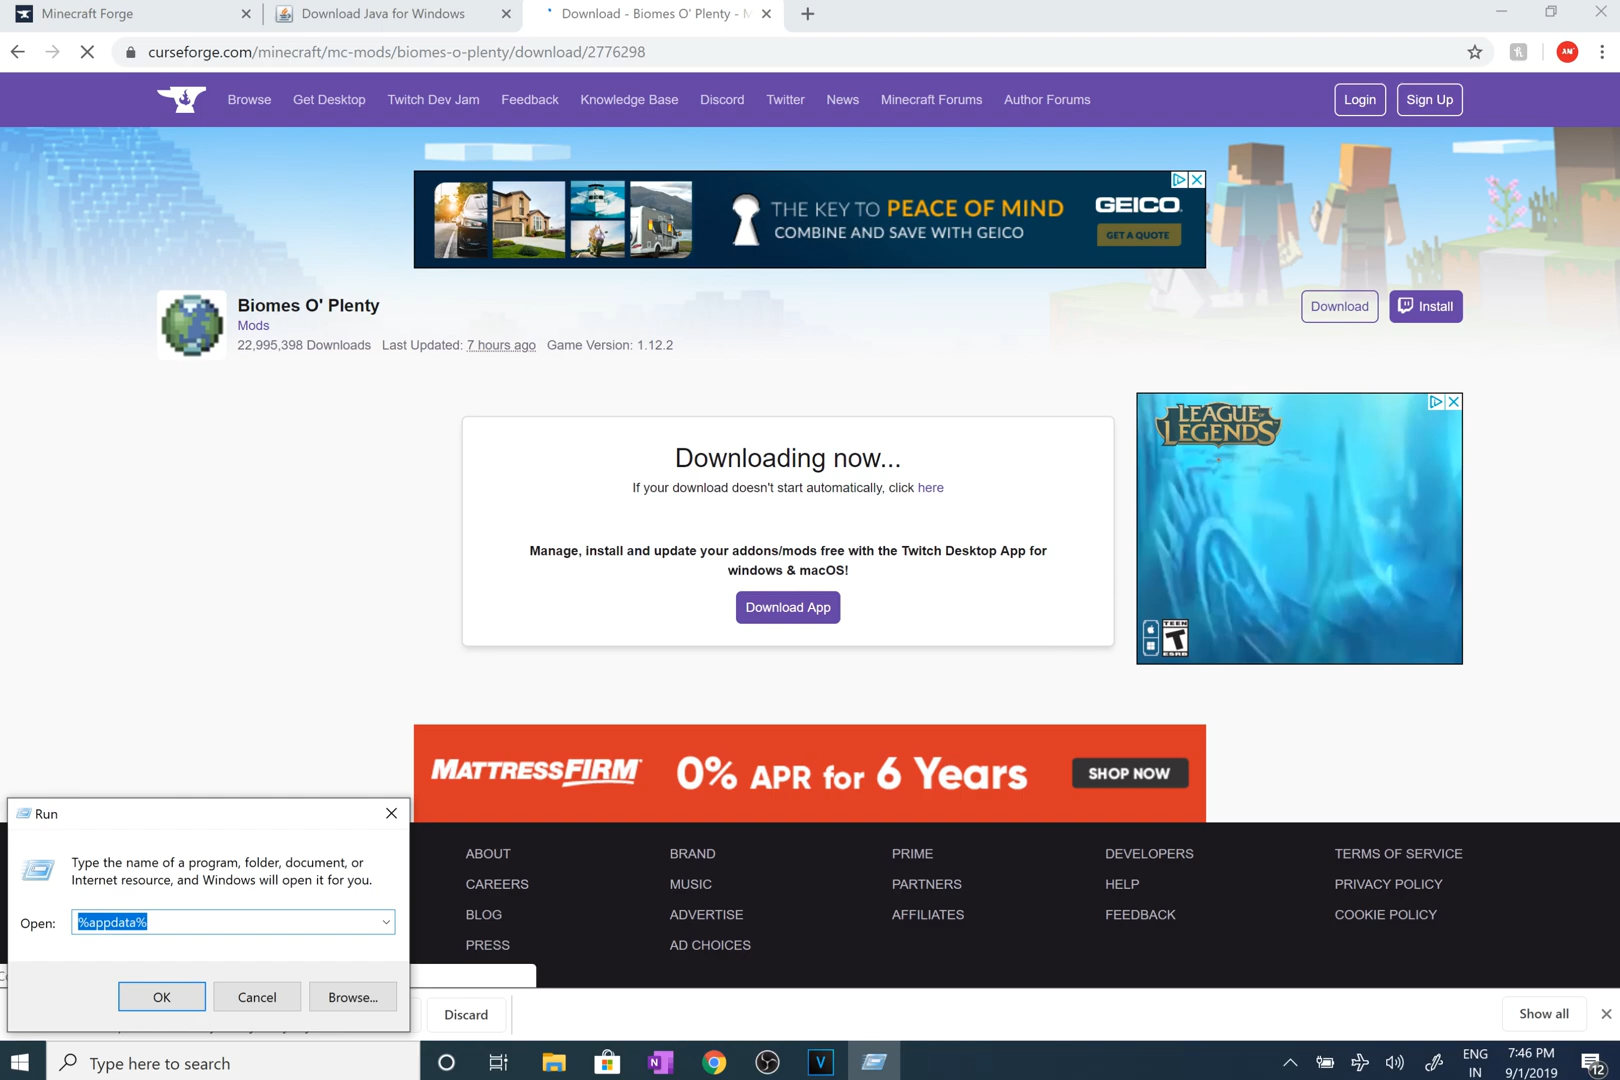 Minecraft Forge
Download Java for Windows
Download - Biomes O' Plenty - M
curseforge.com/minecraft/mc-mods/biomes-o-plenty/download/2776298
Browse Get Desktop Twitch Dev Jam Feedback Knowledge Base Discord Twitter News Minecraft Forums Author Forums
Login Sign Up
THE KEY TO PEACE OF MIND
COMBINE AND SAVE WITH GEICO
GEICO.
GET A QUOTE
Biomes O' Plenty
Mods
22,995,398 Downloads Last Updated: 7 hours ago Game Version: 1.12.2
Download Install
Downloading now...
If your download doesn't start automatically, click here
Manage, install and update your addons/mods free with the Twitch Desktop App for
windows & macOS!
Download App
LEAGUE OF
LEGENDS
TEEN
T
ESRB
MATTRESSFIRM
0% APR for 6 Years
SHOP NOW
Run
Type the name of a program, folder, document, or
Internet resource, and Windows will open it for you.
Open: %appdata%
OK Cancel Browse...
ABOUT BRAND PRIME DEVELOPERS TERMS OF SERVICE
CAREERS MUSIC PARTNERS HELP PRIVACY POLICY
BLOG ADVERTISE AFFILIATES FEEDBACK COOKIE POLICY
PRESS AD CHOICES
Discard
Show all
Type here to search
N
V
ENG
IN
7:46 PM
9/1/2019
12